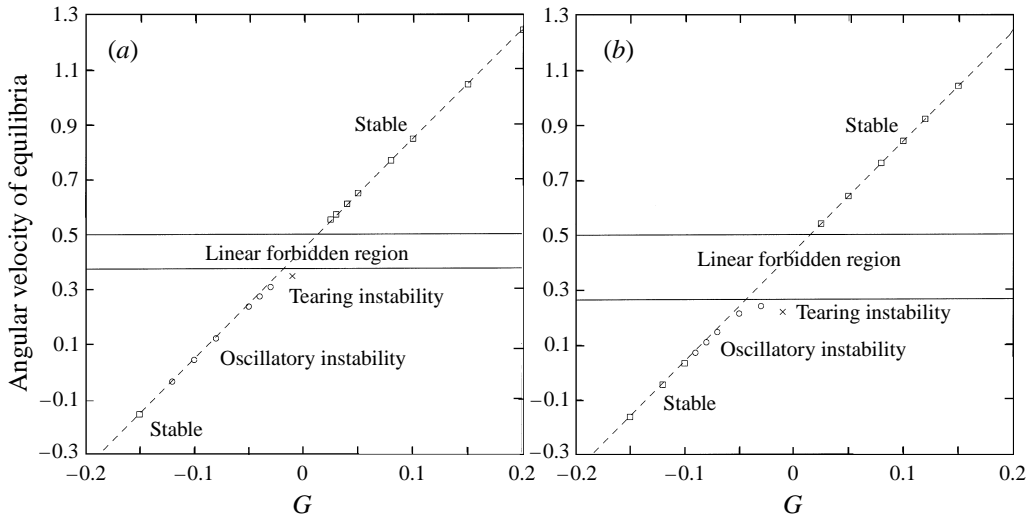 1.3
(a)
1.1
0.9
Stable
0.7
0.5
Linear forbidden region
0.3
Tearing instability
0.1
Oscillatory instability
−0.1
Stable
−0.3
−0.2
−0.1
0
0.1
0.2
G
Angular velocity of equilibria
1.3
(b)
1.1
0.9
Stable
0.7
0.5
Linear forbidden region
0.3
Tearing instability
0.1
Oscillatory instability
−0.1
Stable
−0.3
−0.2
−0.1
0
0.1
0.2
G